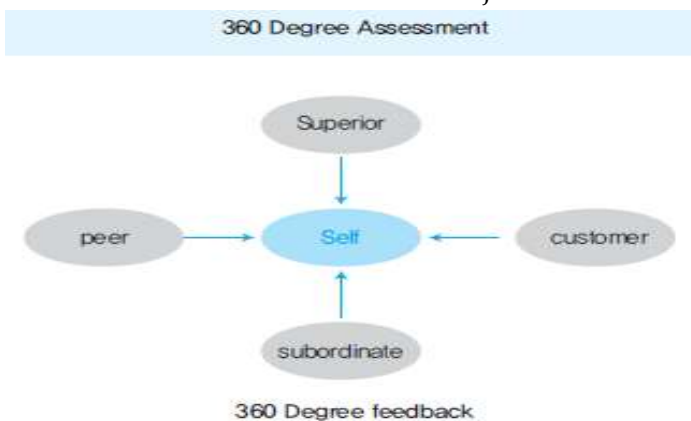 360 Degree Assessment
Superior
peer
Self
customer
subordinate
360 Degree feedback